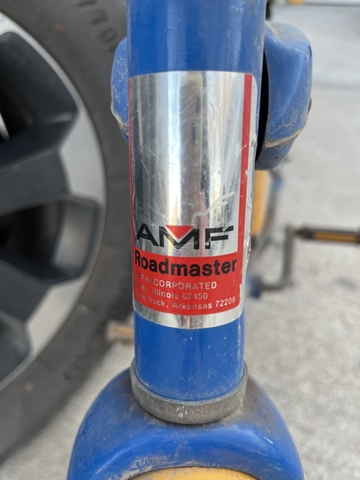 AMF
Roadmaster
CORPORATED
Illinois 62450
Rock, Arkansas 72209